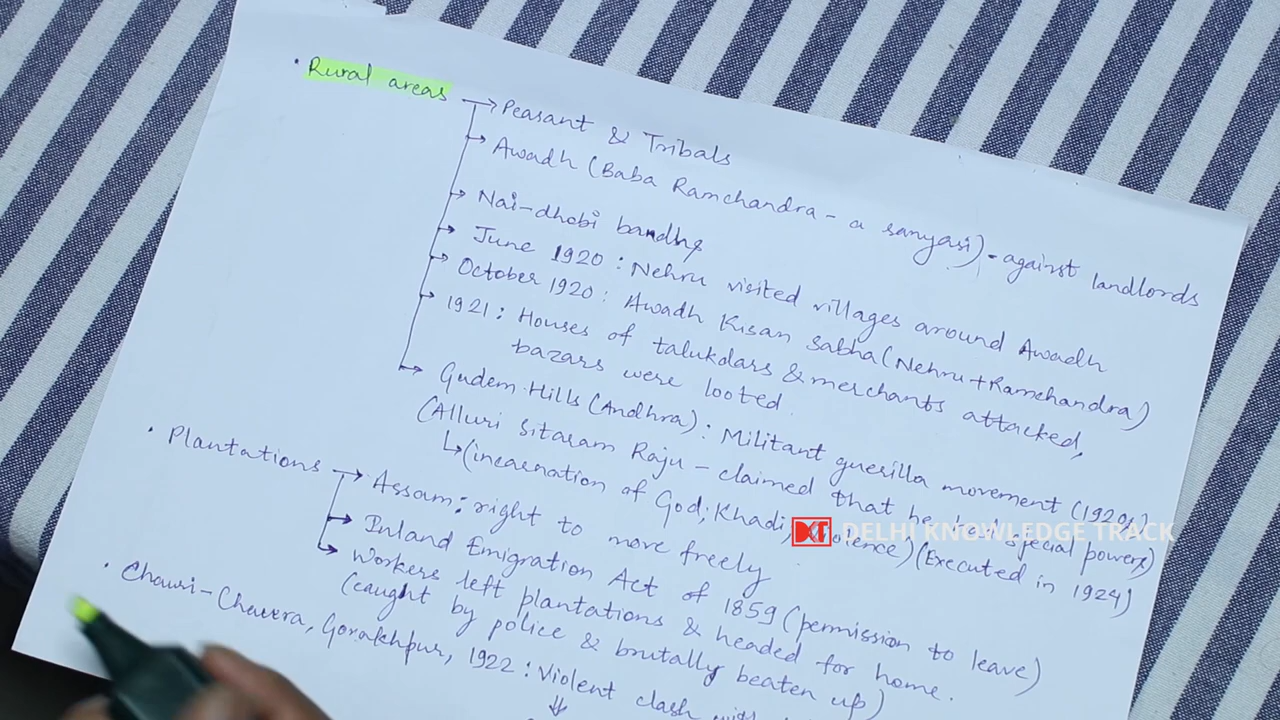 • Rural areas → Peasant & Tribals
→ Awadh (Baba Ramchandra - a sanyasi) - against landlords
→ Nai-dhobi bandhs
→ June 1920 : Nehru visited villages around Awadh
→ October 1920 : Awadh Kisan Sabha (Nehru + Ramchandra)
→ 1921 : Houses of talukdars & merchants attacked,
bazars were looted.
→ Gudem Hills (Andhra) : Militant guerilla movement (1920s)
(Alluri Sitaram Raju - claimed that he had special powers)
↳ (incarnation of God; Khadi, violence) (Executed in 1924)
DKT DELHI KNOWLEDGE TRACK
• Plantations → Assam : right to move freely
→ Inland Emigration Act of 1859 (permission to leave)
→ Workers left plantations & headed for home.
(caught by police & brutally beaten up)
• Chauri-Chaura, Gorakhpur, 1922 : Violent clash with
⇓